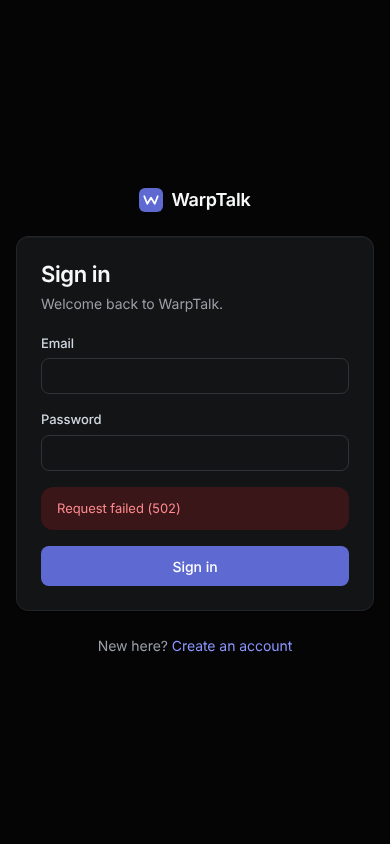 WarpTalk
Sign in
Welcome back to WarpTalk.
Email
Password
Request failed (502)
Sign in
New here? Create an account